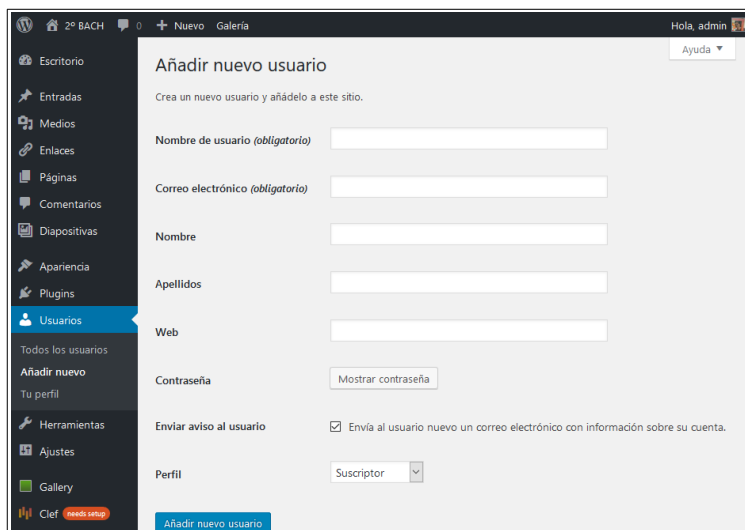 2º BACH 0 + Nuevo Galería Hola, admin
Ayuda
Escritorio
Entradas
Medios
Enlaces
Páginas
Comentarios
Diapositivas
Apariencia
Plugins
Usuarios
Todos los usuarios
Añadir nuevo
Tu perfil
Herramientas
Ajustes
Gallery
Clef needs setup
Añadir nuevo usuario
Crea un nuevo usuario y añádelo a este sitio.
Nombre de usuario (obligatorio)
Correo electrónico (obligatorio)
Nombre
Apellidos
Web
Contraseña Mostrar contraseña
Enviar aviso al usuario Envía al usuario nuevo un correo electrónico con información sobre su cuenta.
Perfil Suscriptor
Añadir nuevo usuario